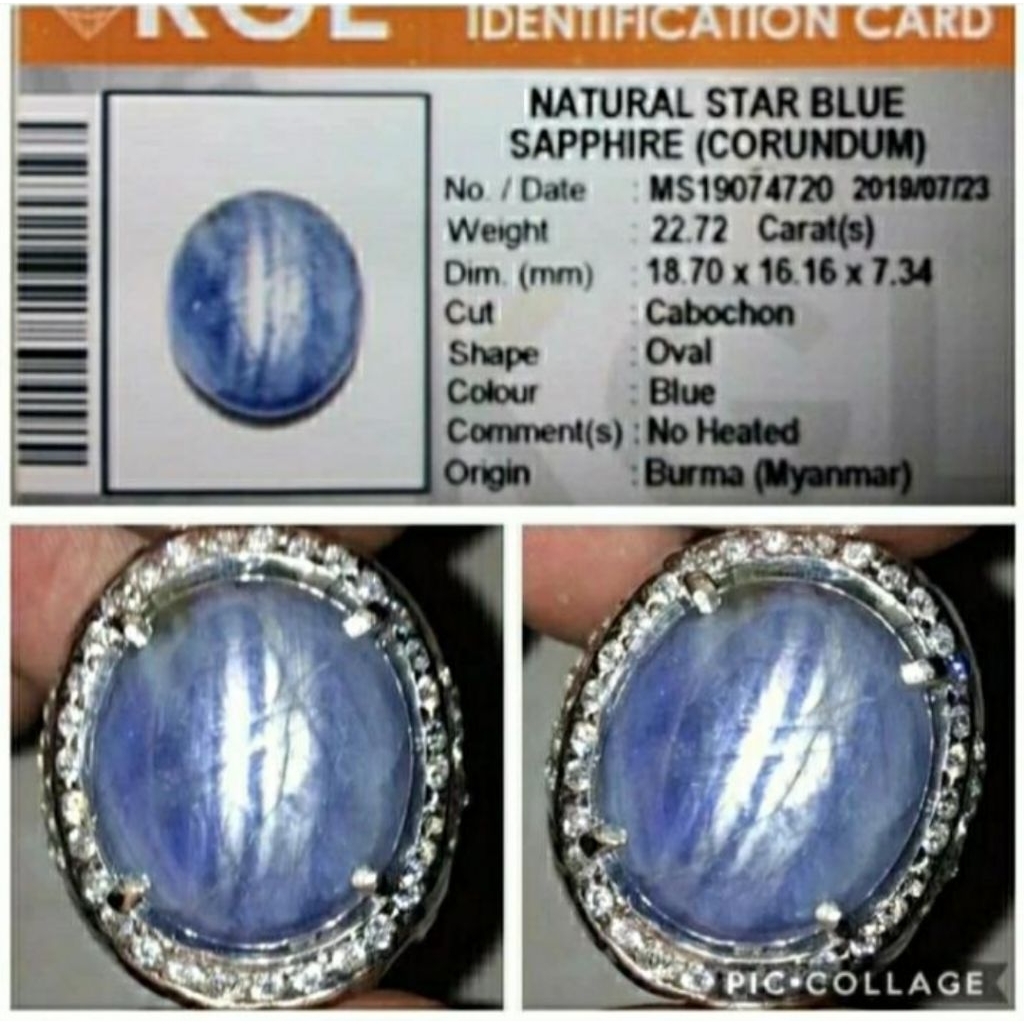 IDENTIFICATION CARD
NATURAL STAR BLUE
SAPPHIRE (CORUNDUM)
No. / Date : MS19074720 2019/07/23
Weight : 22.72 Carat(s)
Dim. (mm) : 18.70 x 16.16 x 7.34
Cut : Cabochon
Shape : Oval
Colour : Blue
Comment(s) : No Heated
Origin : Burma (Myanmar)
PIC•COLLAGE